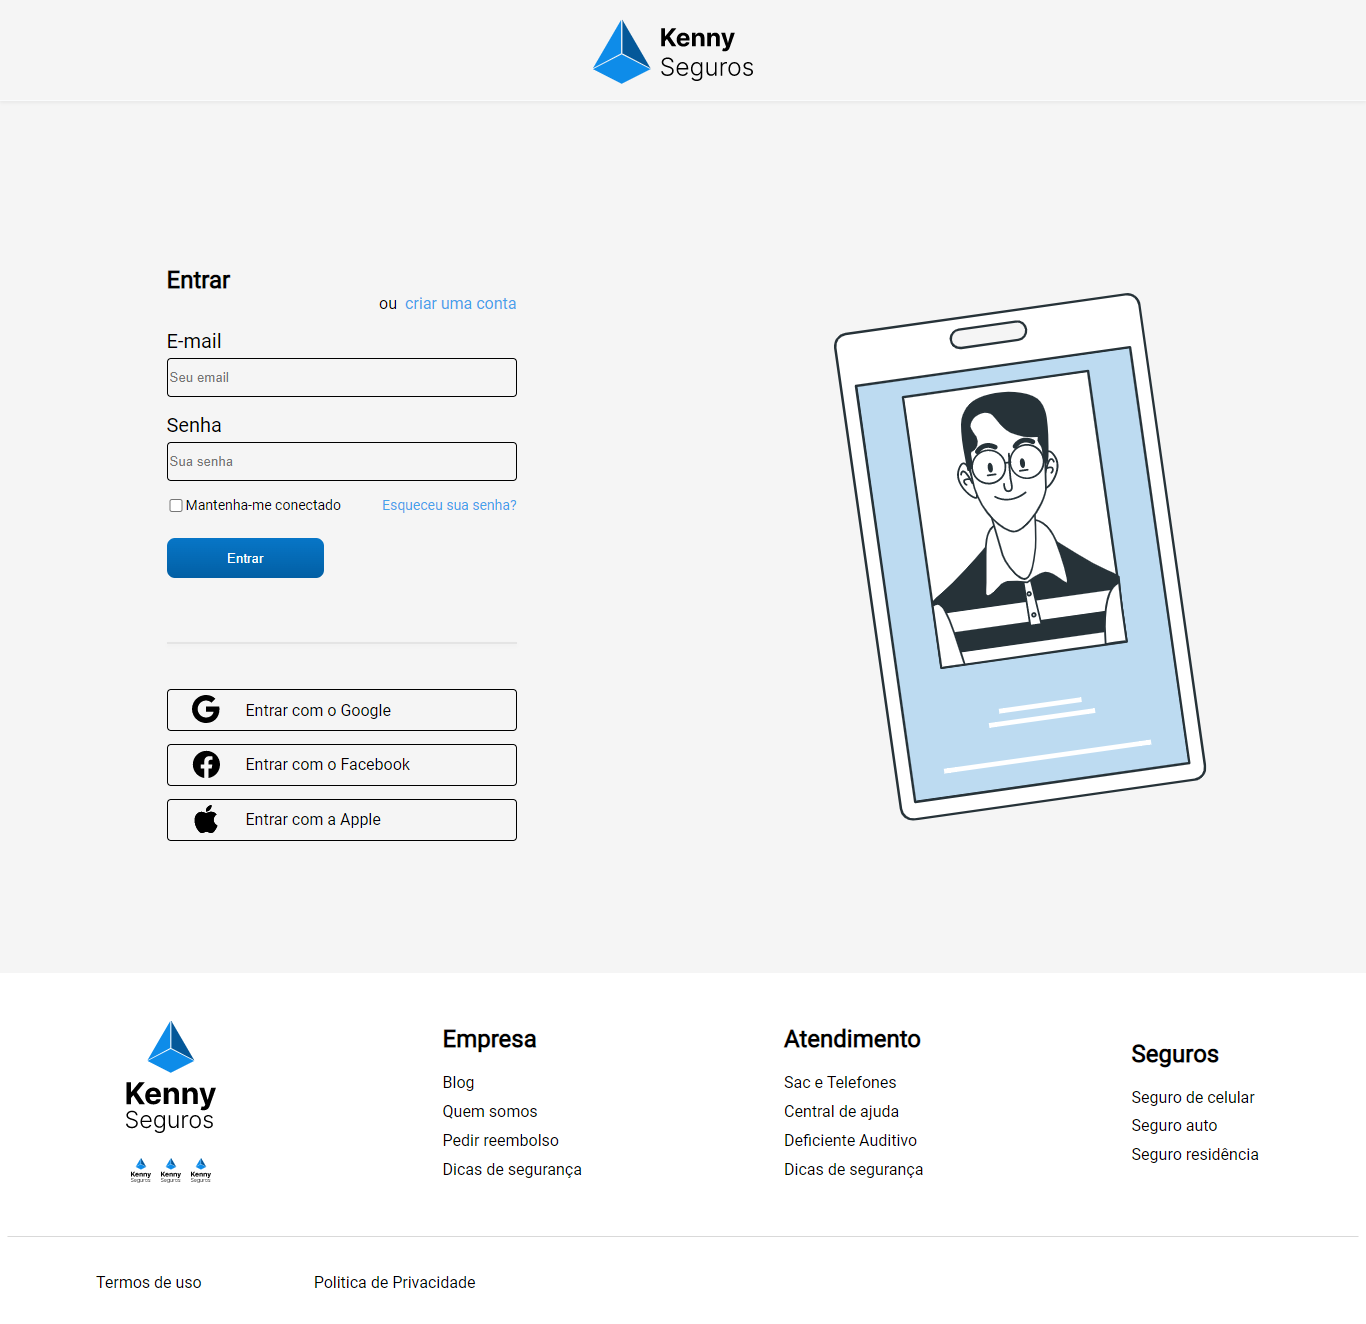 Kenny
Seguros
Entrar
ou criar uma conta
E-mail
Seu email
Senha
Sua senha
Mantenha-me conectado
Esqueceu sua senha?
Entrar
Entrar com o Google
Entrar com o Facebook
Entrar com a Apple
Kenny
Seguros
Kenny Kenny Kenny
Seguros Seguros Seguros
Empresa
Blog
Quem somos
Pedir reembolso
Dicas de segurança
Atendimento
Sac e Telefones
Central de ajuda
Deficiente Auditivo
Dicas de segurança
Seguros
Seguro de celular
Seguro auto
Seguro residência
Termos de uso
Politica de Privacidade